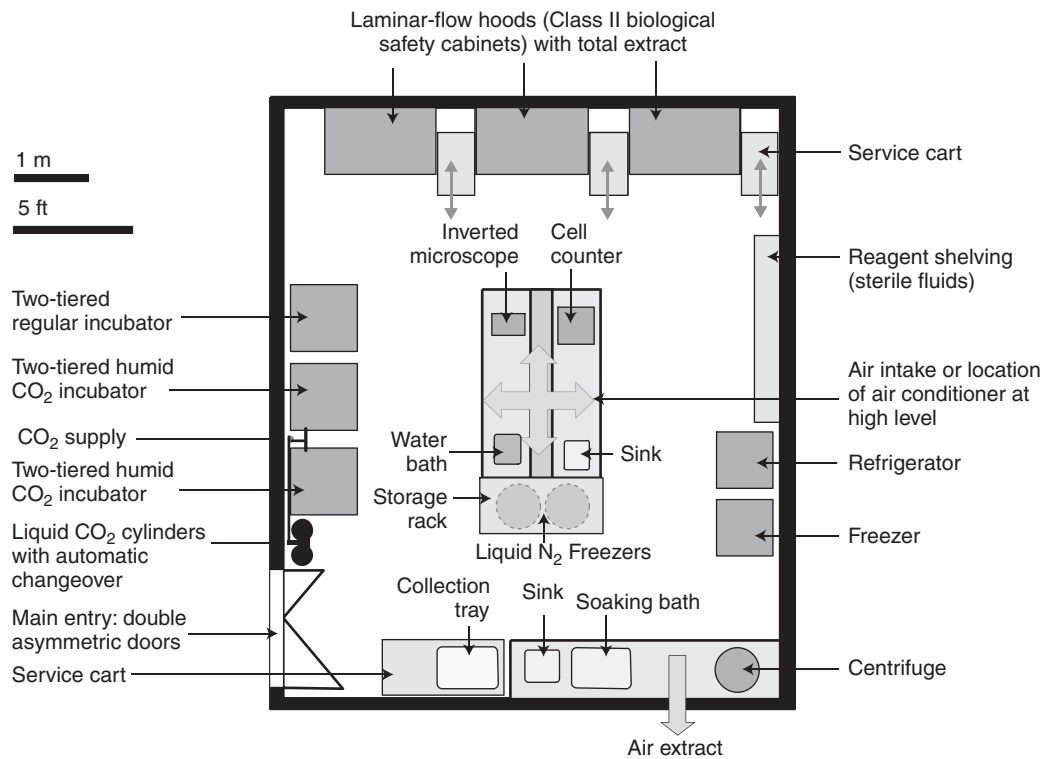 Laminar-flow hoods (Class II biological
safety cabinets) with total extract
1 m
5 ft
Service cart
Inverted
microscope
Cell
counter
Reagent shelving
(sterile fluids)
Two-tiered
regular incubator
Two-tiered humid
CO₂ incubator
Air intake or location
of air conditioner at
high level
CO₂ supply
Water
bath
Sink
Refrigerator
Two-tiered humid
CO₂ incubator
Storage
rack
Liquid CO₂ cylinders
with automatic
changeover
Liquid N₂ Freezers
Freezer
Collection
tray
Sink
Soaking bath
Main entry: double
asymmetric doors
Service cart
Centrifuge
Air extract